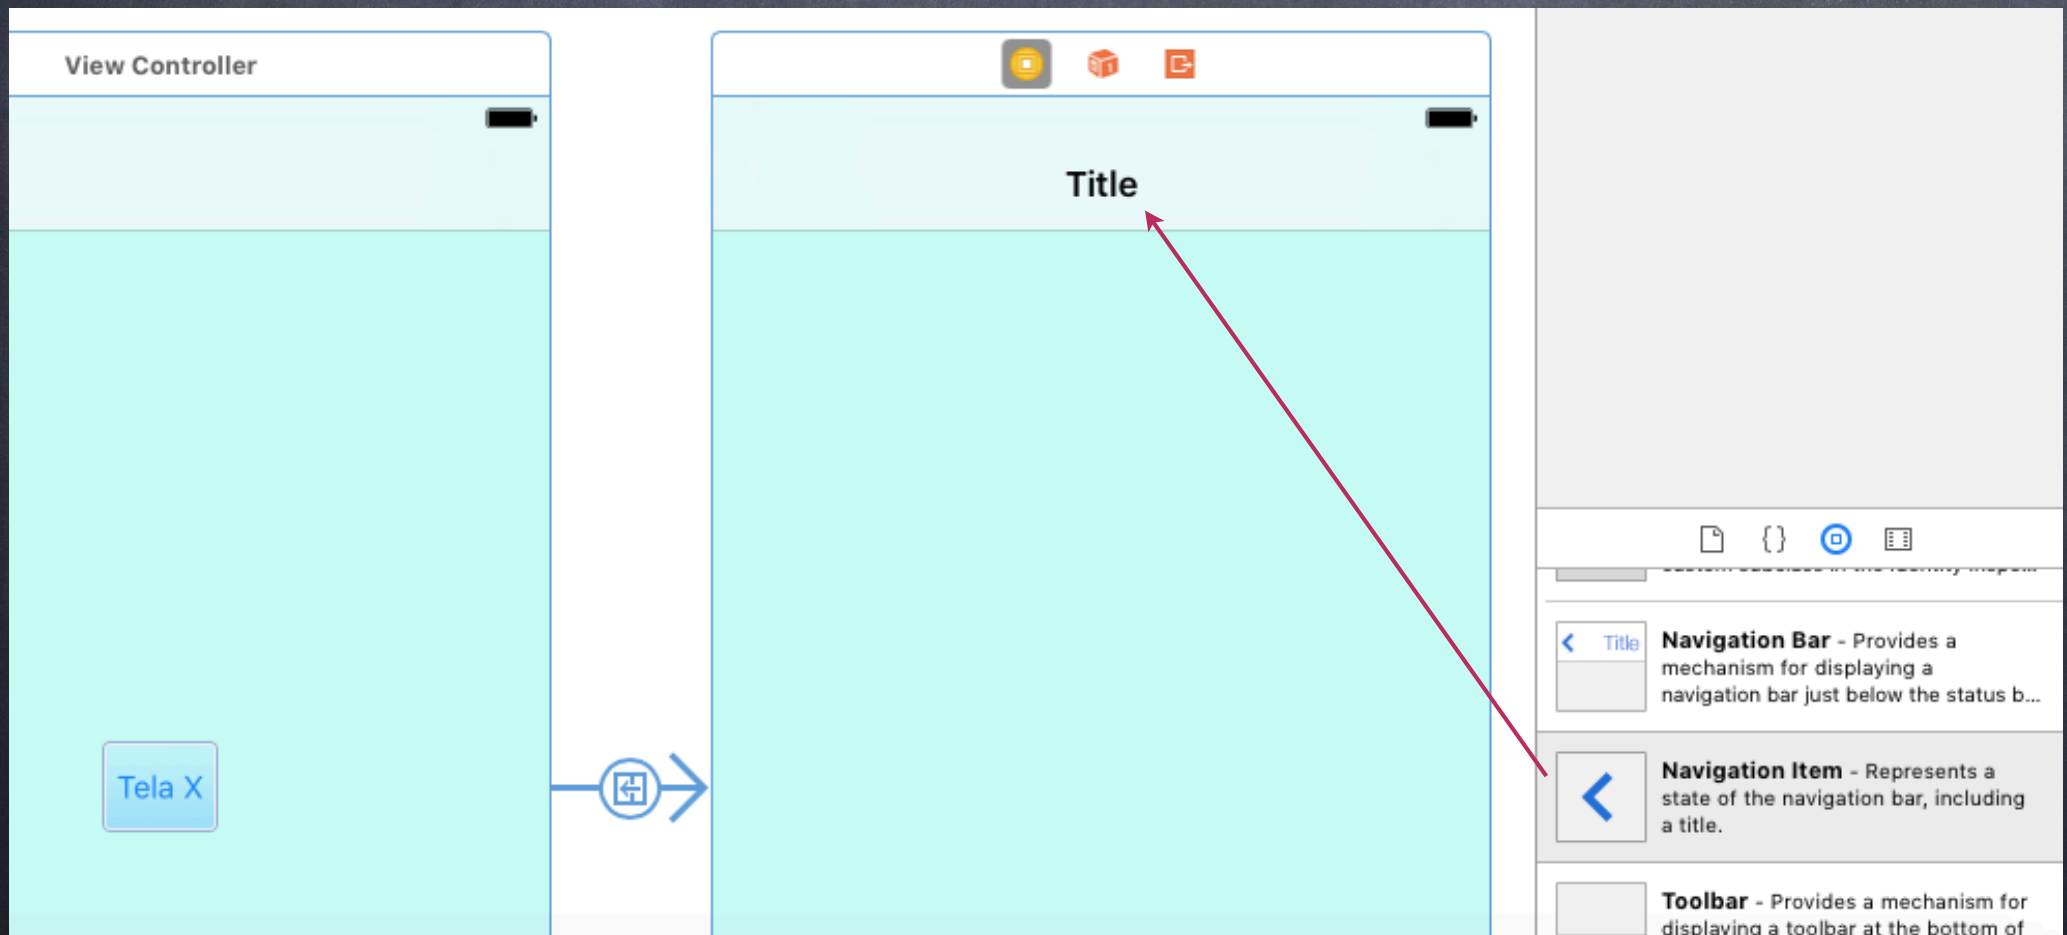 View Controller
Title
Tela X
{}
Title
Navigation Bar - Provides a
mechanism for displaying a
navigation bar just below the status b...
Navigation Item - Represents a
state of the navigation bar, including
a title.
Toolbar - Provides a mechanism for
displaying a toolbar at the bottom of